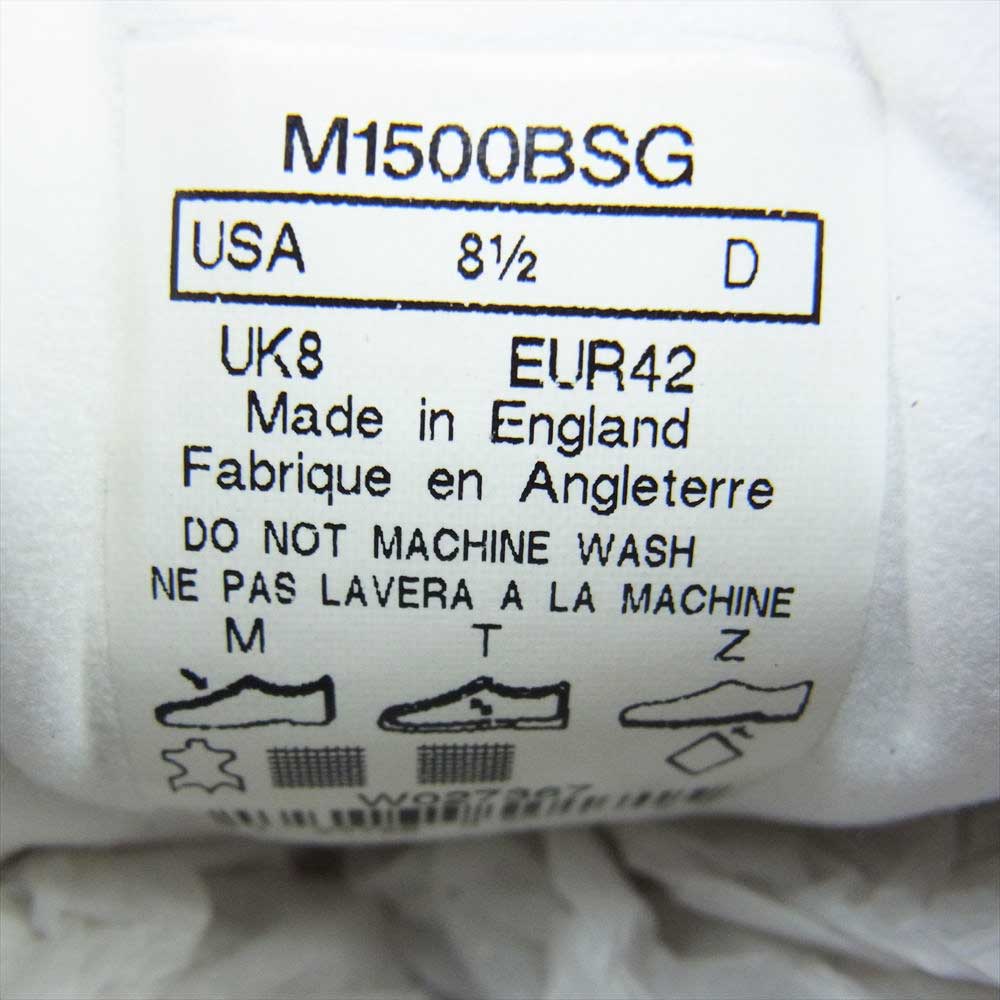 M1500BSG
USA 8½ D
UK8 EUR42
Made in England
Fabrique en Angleterre
DO NOT MACHINE WASH
NE PAS LAVERA A LA MACHINE
M T Z